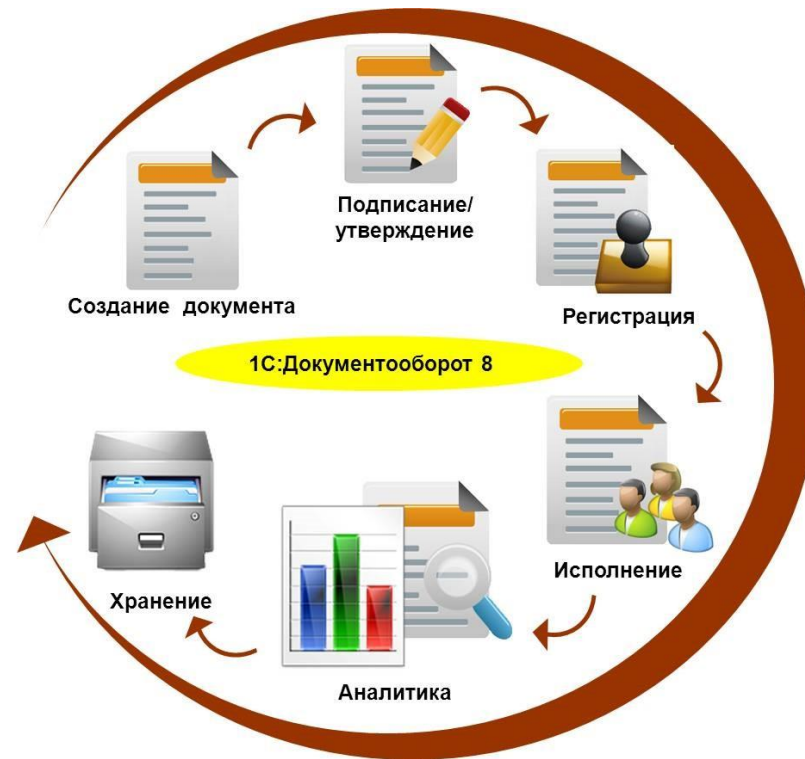 Подписание/
утверждение
Создание документа
Регистрация
1С:Документооборот 8
Исполнение
Хранение
Аналитика